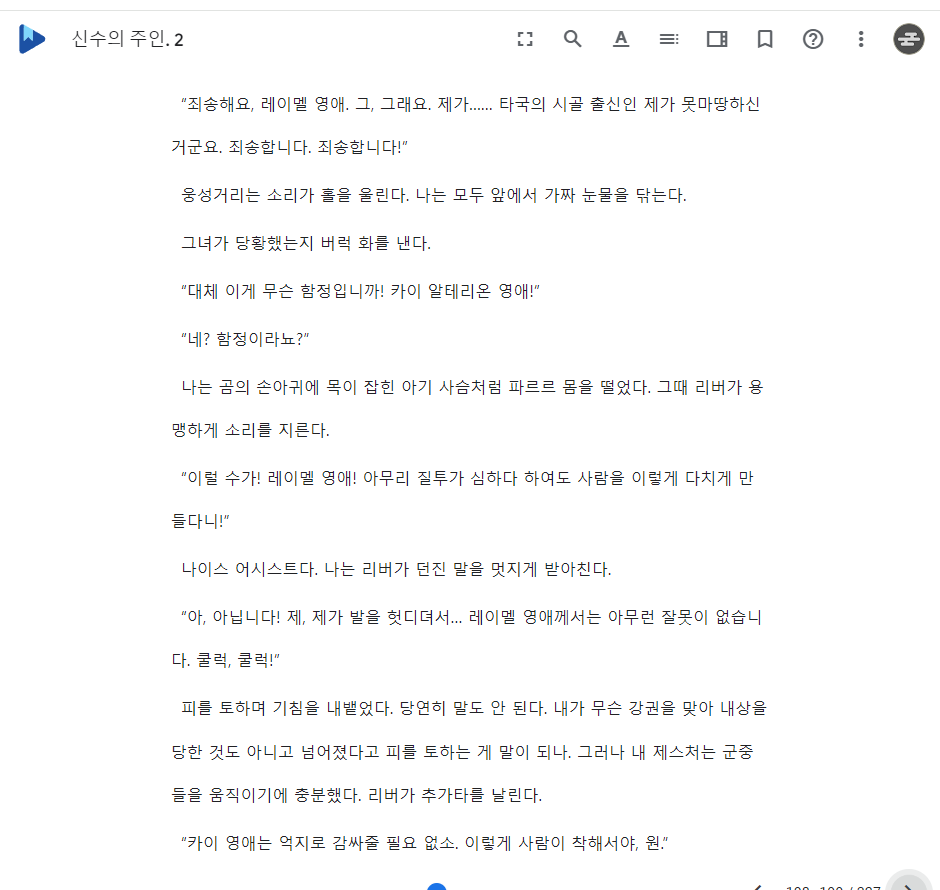 신수의 주인. 2
"죄송해요, 레이멜 영애. 그, 그래요. 제가...... 타국의 시골 출신인 제가 못마땅하신
거군요. 죄송합니다. 죄송합니다!"
웅성거리는 소리가 홀을 울린다. 나는 모두 앞에서 가짜 눈물을 닦는다.
그녀가 당황했는지 버럭 화를 낸다.
"대체 이게 무슨 함정입니까! 카이 알테리온 영애!"
"네? 함정이라뇨?"
나는 곰의 손아귀에 목이 잡힌 아기 사슴처럼 파르르 몸을 떨었다. 그때 리버가 용
맹하게 소리를 지른다.
"이럴 수가! 레이멜 영애! 아무리 질투가 심하다 하여도 사람을 이렇게 다치게 만
들다니!"
나이스 어시스트다. 나는 리버가 던진 말을 멋지게 받아친다.
"아, 아닙니다! 제, 제가 발을 헛디뎌서... 레이멜 영애께서는 아무런 잘못이 없습니
다. 쿨럭, 쿨럭!"
피를 토하며 기침을 내뱉었다. 당연히 말도 안 된다. 내가 무슨 강권을 맞아 내상을
당한 것도 아니고 넘어졌다고 피를 토하는 게 말이 되나. 그러나 내 제스처는 군중
들을 움직이기에 충분했다. 리버가 추가타를 날린다.
"카이 영애는 억지로 감싸줄 필요 없소. 이렇게 사람이 착해서야, 원."